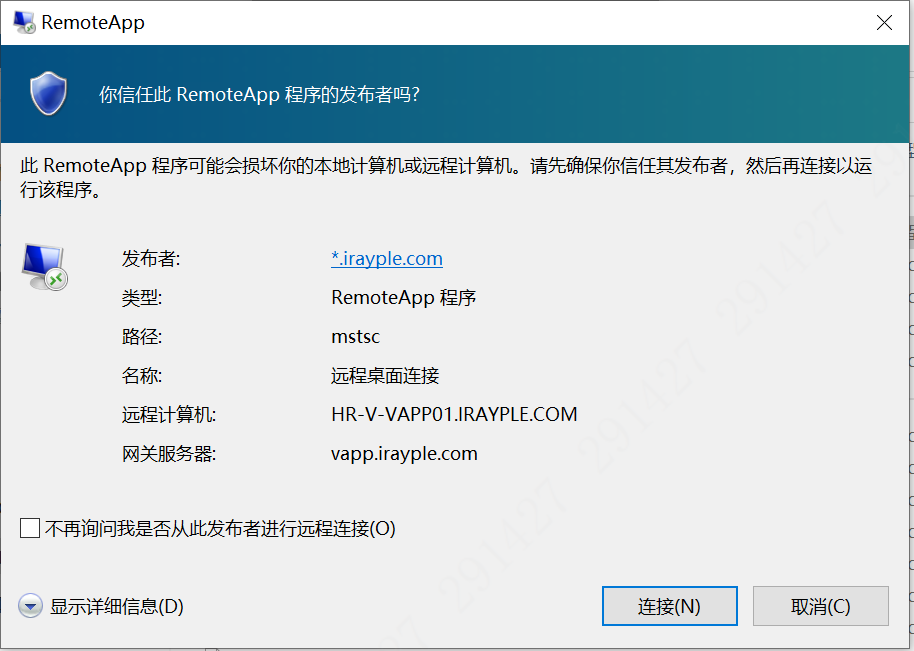 RemoteApp
你信任此 RemoteApp 程序的发布者吗?
此 RemoteApp 程序可能会损坏你的本地计算机或远程计算机。请先确保你信任其发布者，然后再连接以运
行该程序。
发布者: *.irayple.com
类型: RemoteApp 程序
路径: mstsc
名称: 远程桌面连接
远程计算机: HR-V-VAPP01.IRAYPLE.COM
网关服务器: vapp.irayple.com
不再询问我是否从此发布者进行远程连接(O)
显示详细信息(D) 连接(N) 取消(C)
291427 291427 291427